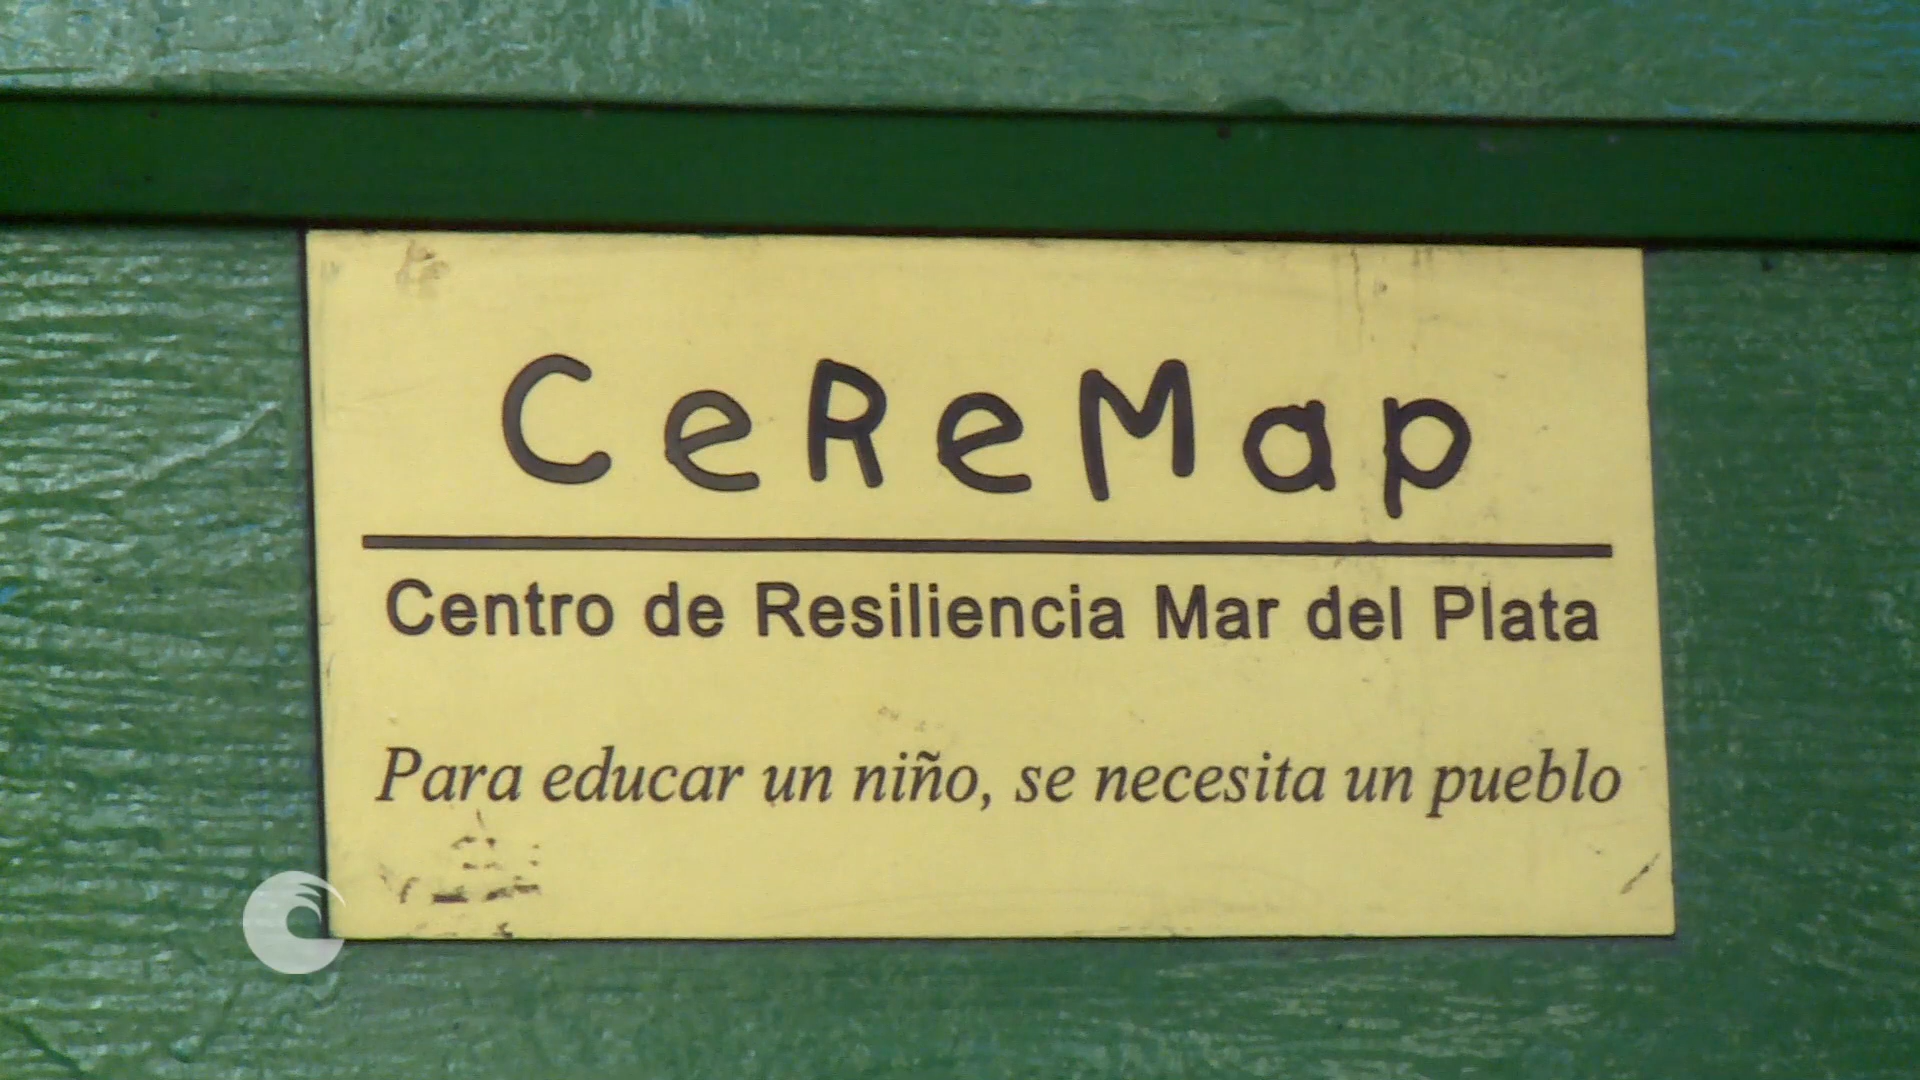 CeReMap
Centro de Resiliencia Mar del Plata
Para educar un niño, se necesita un pueblo